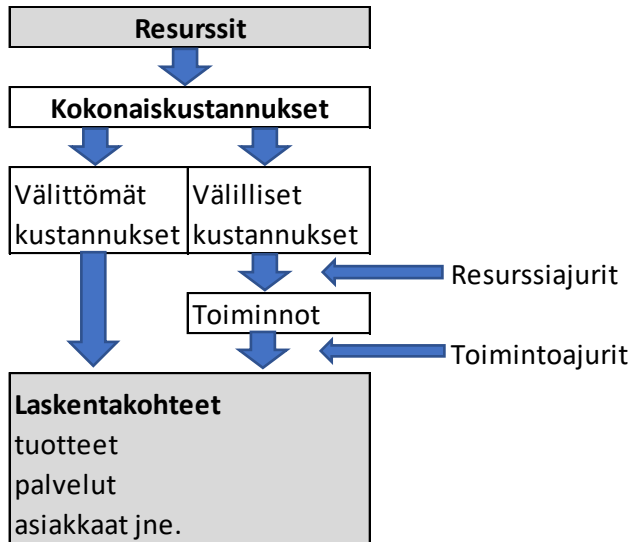 Resurssit
Kokonaiskustannukset
Välittömät
kustannukset
Välilliset
kustannukset
Resurssiajurit
Toiminnot
Toimintoajurit
Laskentakohteet
tuotteet
palvelut
asiakkaat jne.